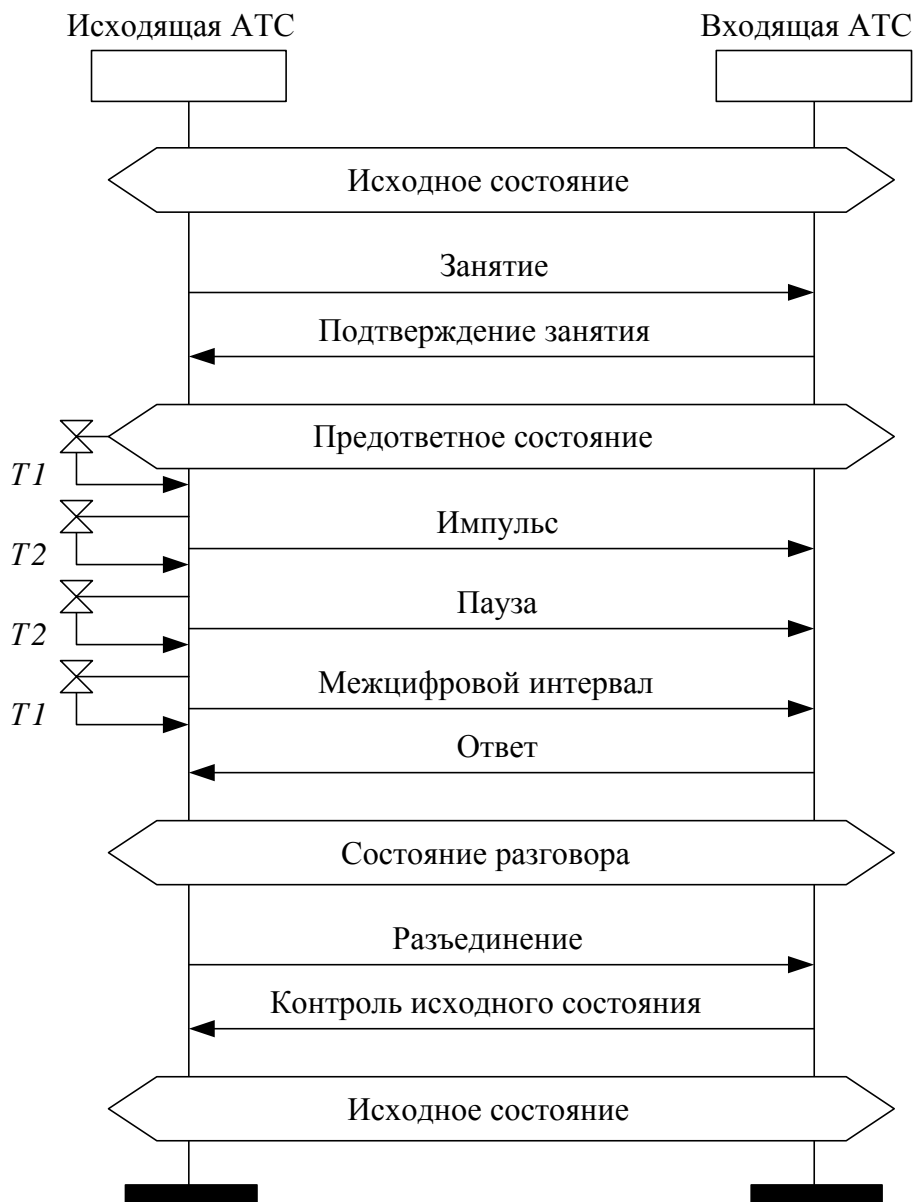 Исходящая АТС
Входящая АТС
Исходное состояние
Занятие
Подтверждение занятия
Предответное состояние
T1
Импульс
T2
Пауза
T2
Межцифровой интервал
T1
Ответ
Состояние разговора
Разъединение
Контроль исходного состояния
Исходное состояние